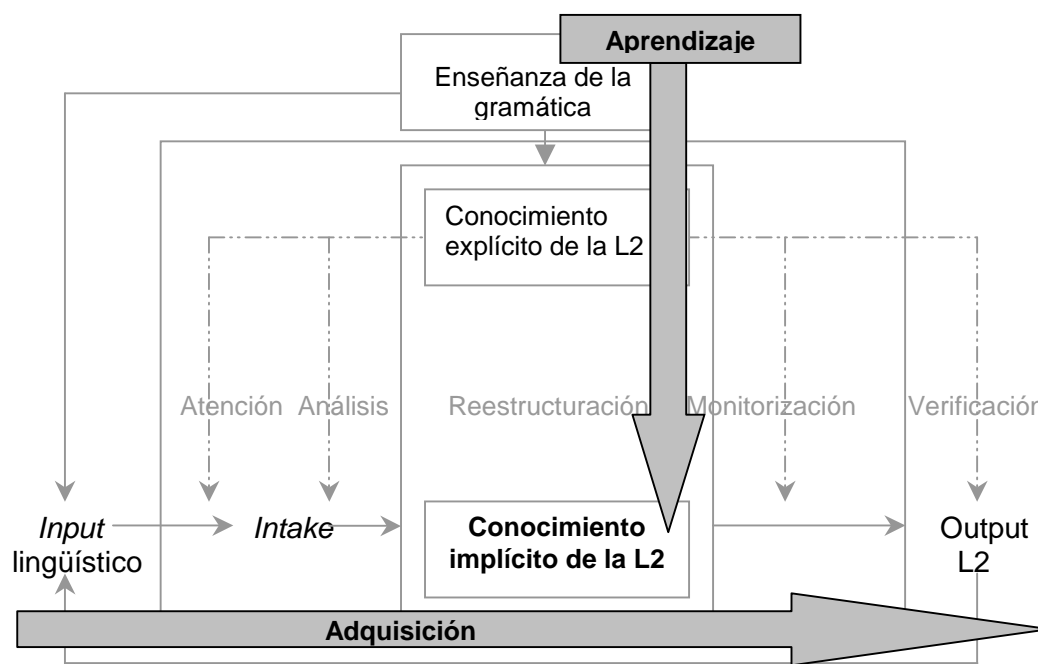 Aprendizaje
Enseñanza de la
gramática
Conocimiento
explícito de la L2
Atención Análisis Reestructuración Monitorización Verificación
Input
lingüístico
Intake
Conocimiento
implícito de la L2
Output
L2
Adquisición